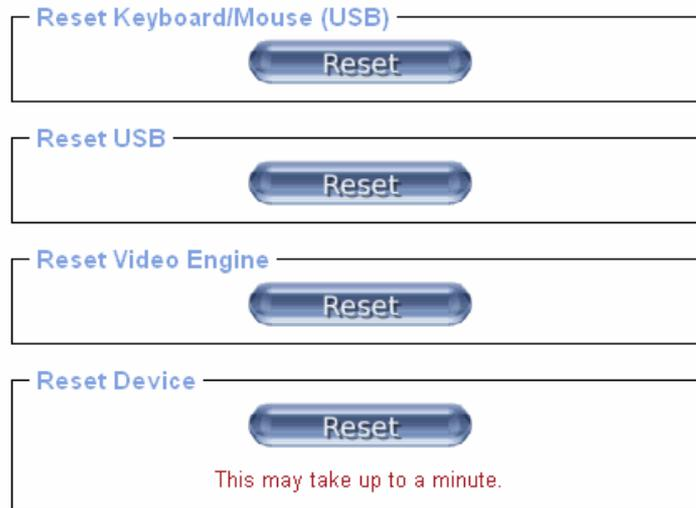 Reset Keyboard/Mouse (USB)
Reset
Reset USB
Reset
Reset Video Engine
Reset
Reset Device
Reset
This may take up to a minute.